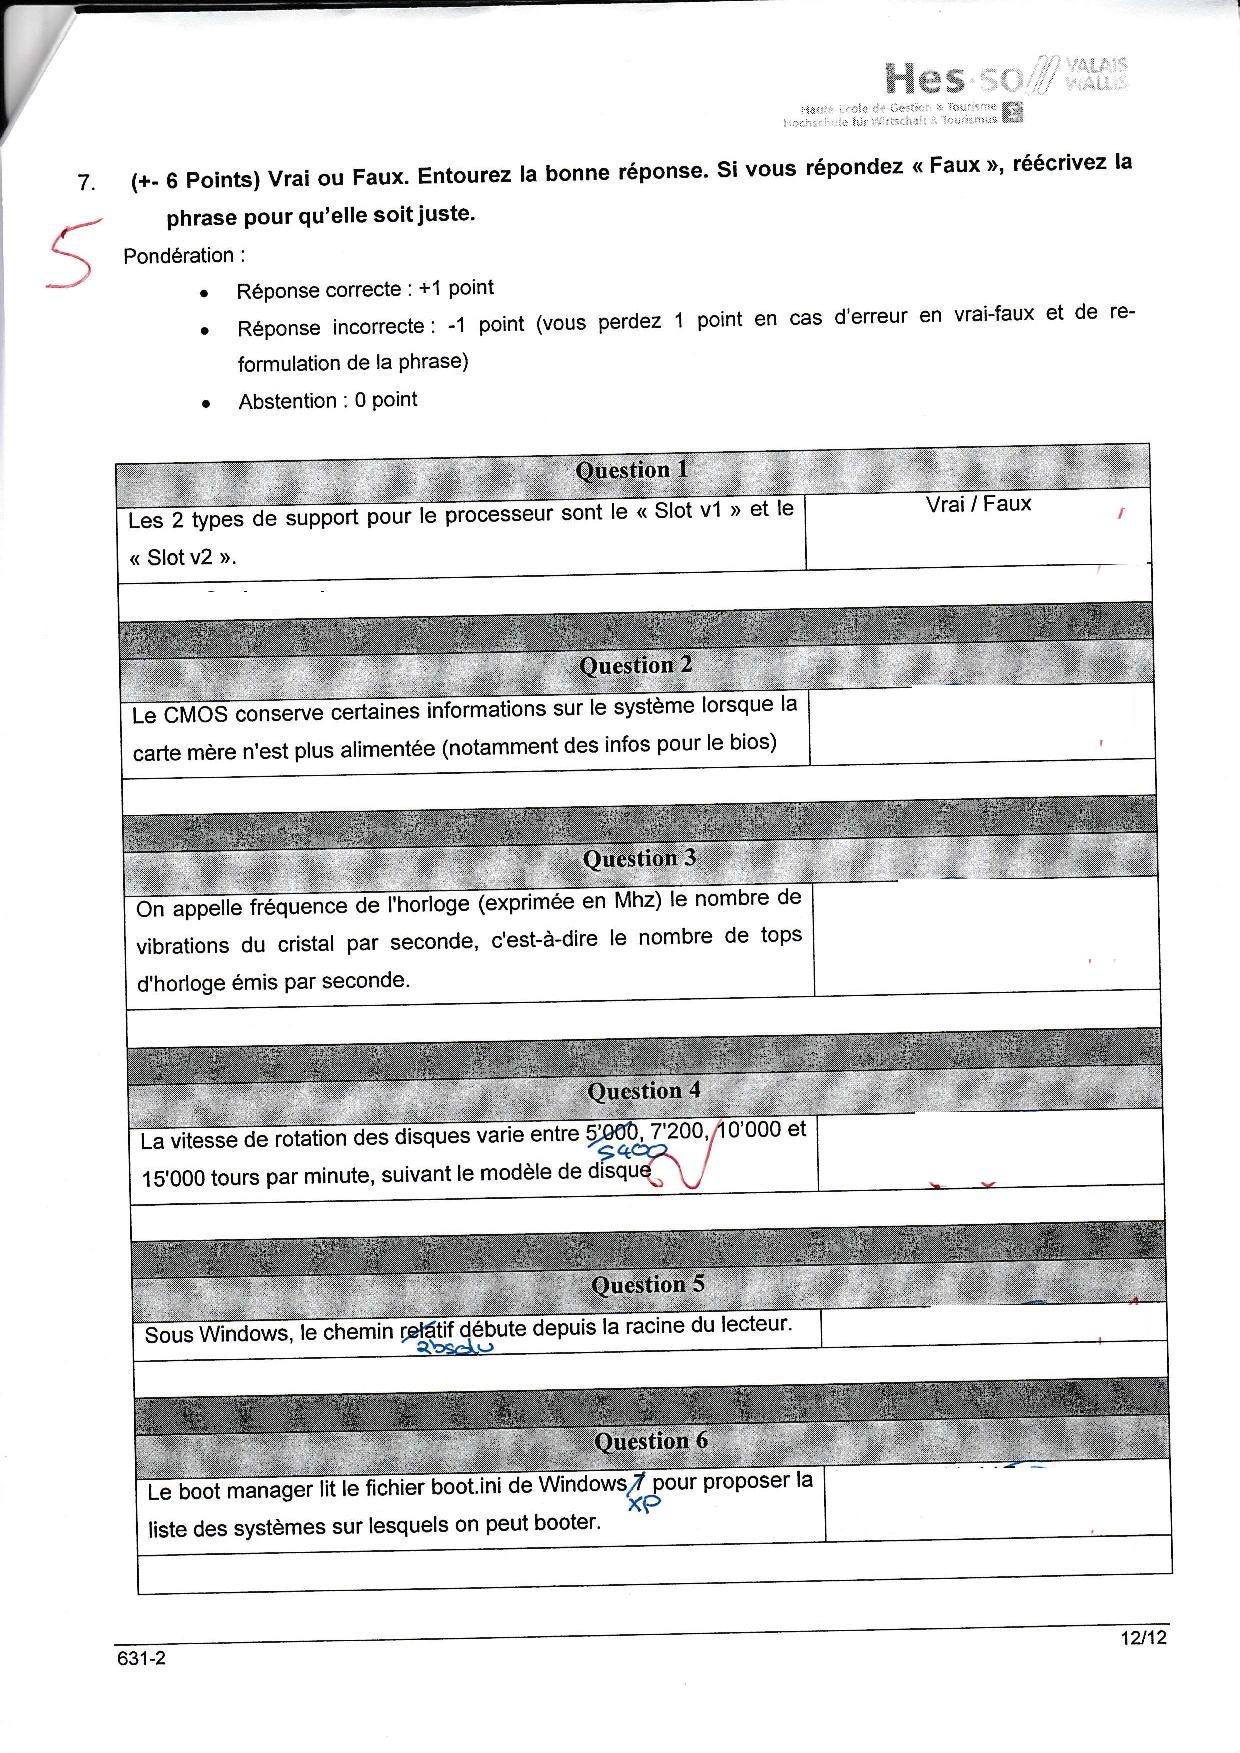 Hes·so VALAIS
WALLIS
Haute Ecole de Gestion & Tourisme
Hochschule für Wirtschaft & Tourismus
7. (+- 6 Points) Vrai ou Faux. Entourez la bonne réponse. Si vous répondez « Faux », réécrivez la
phrase pour qu'elle soit juste.
5
Pondération :
• Réponse correcte : +1 point
• Réponse incorrecte : -1 point (vous perdez 1 point en cas d'erreur en vrai-faux et de re-
formulation de la phrase)
• Abstention : 0 point
Question 1
Les 2 types de support pour le processeur sont le « Slot v1 » et le
« Slot v2 ».
Vrai / Faux
Question 2
Le CMOS conserve certaines informations sur le système lorsque la
carte mère n'est plus alimentée (notamment des infos pour le bios)
Question 3
On appelle fréquence de l'horloge (exprimée en Mhz) le nombre de
vibrations du cristal par seconde, c'est-à-dire le nombre de tops
d'horloge émis par seconde.
Question 4
La vitesse de rotation des disques varie entre 5'000, 7'200, 10'000 et
5400
15'000 tours par minute, suivant le modèle de disque
Question 5
Sous Windows, le chemin relatif débute depuis la racine du lecteur.
absolu
Question 6
Le boot manager lit le fichier boot.ini de Windows 7 pour proposer la
XP
liste des systèmes sur lesquels on peut booter.
12/12
631-2